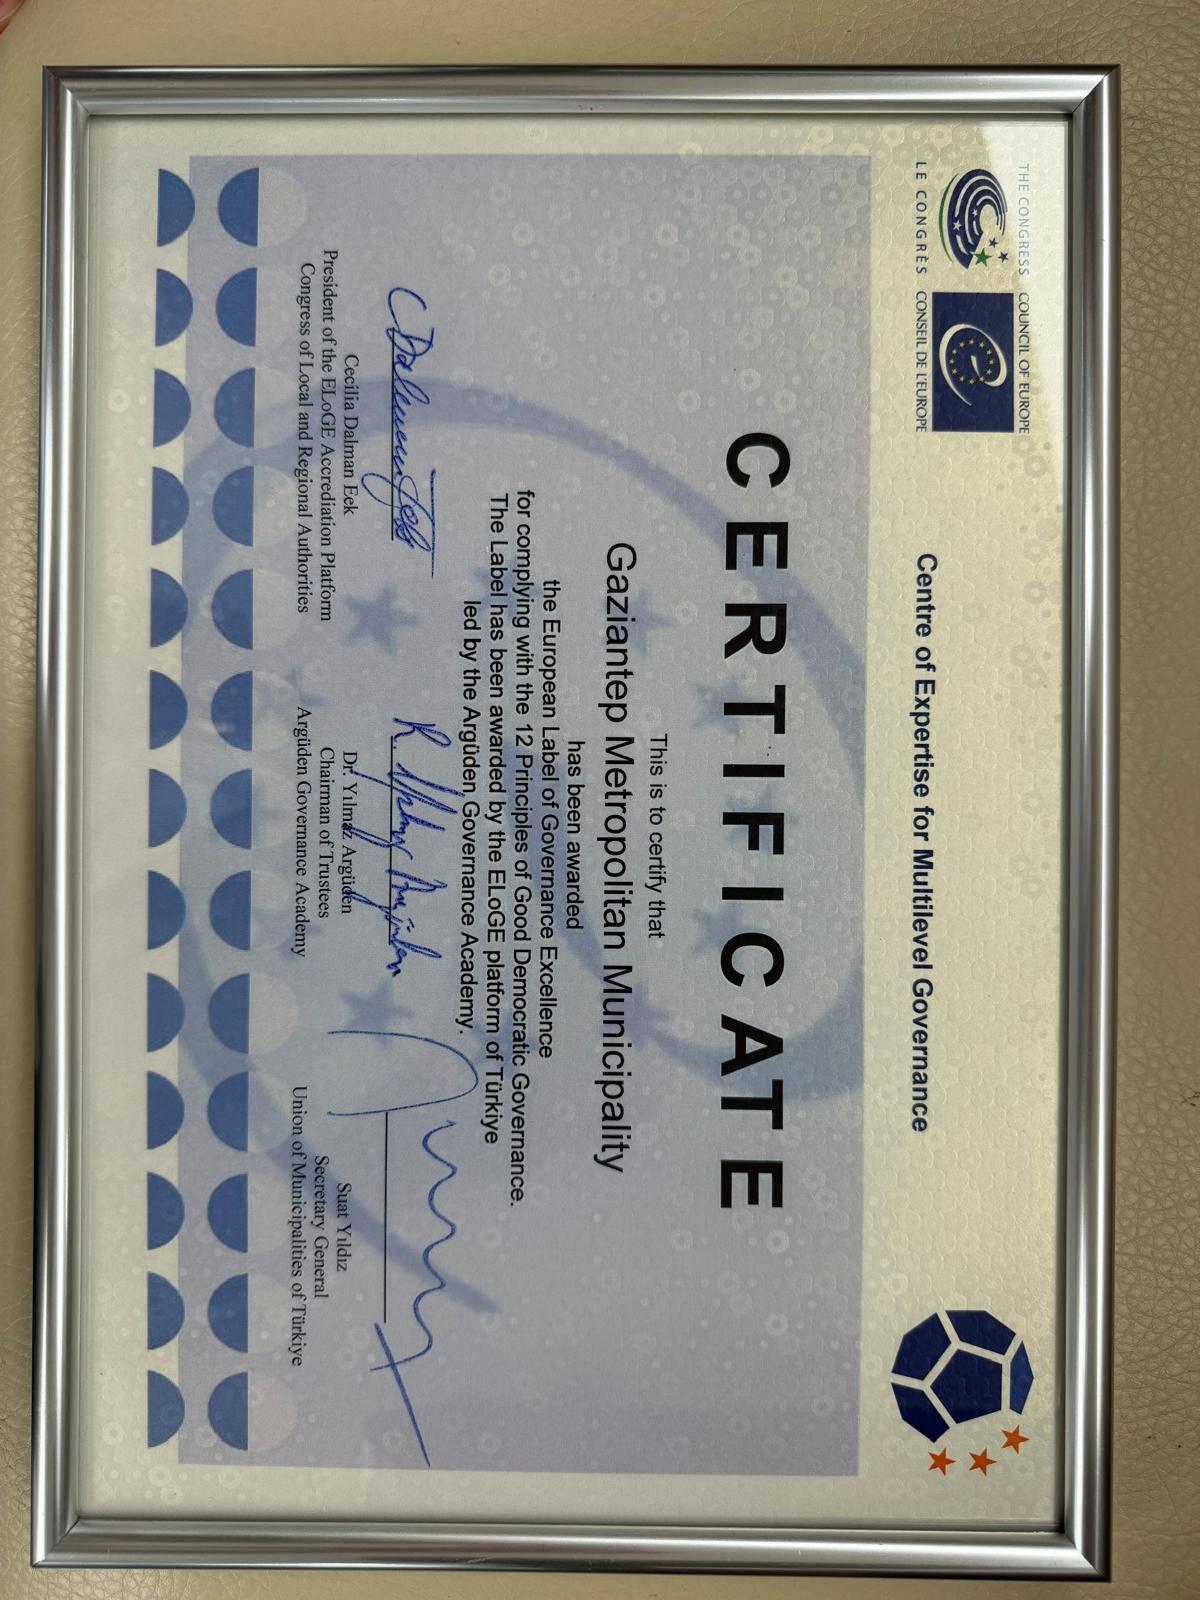 THE CONGRESS
LE CONGRÈS
COUNCIL OF EUROPE
CONSEIL DE L'EUROPE
Centre of Expertise for Multilevel Governance
CERTIFICATE
This is to certify that
Gaziantep Metropolitan Municipality
has been awarded
the European Label of Governance Excellence
for complying with the 12 Principles of Good Democratic Governance.
The Label has been awarded by the ELoGE platform of Türkiye
led by the Argüden Governance Academy.
Cecilia Dalman Eek
President of the ELoGE Accrediation Platform
Congress of Local and Regional Authorities
Dr. Yılmaz Argüden
Chairman of Trustees
Argüden Governance Academy
Suat Yıldız
Secretary General
Union of Municipalities of Türkiye